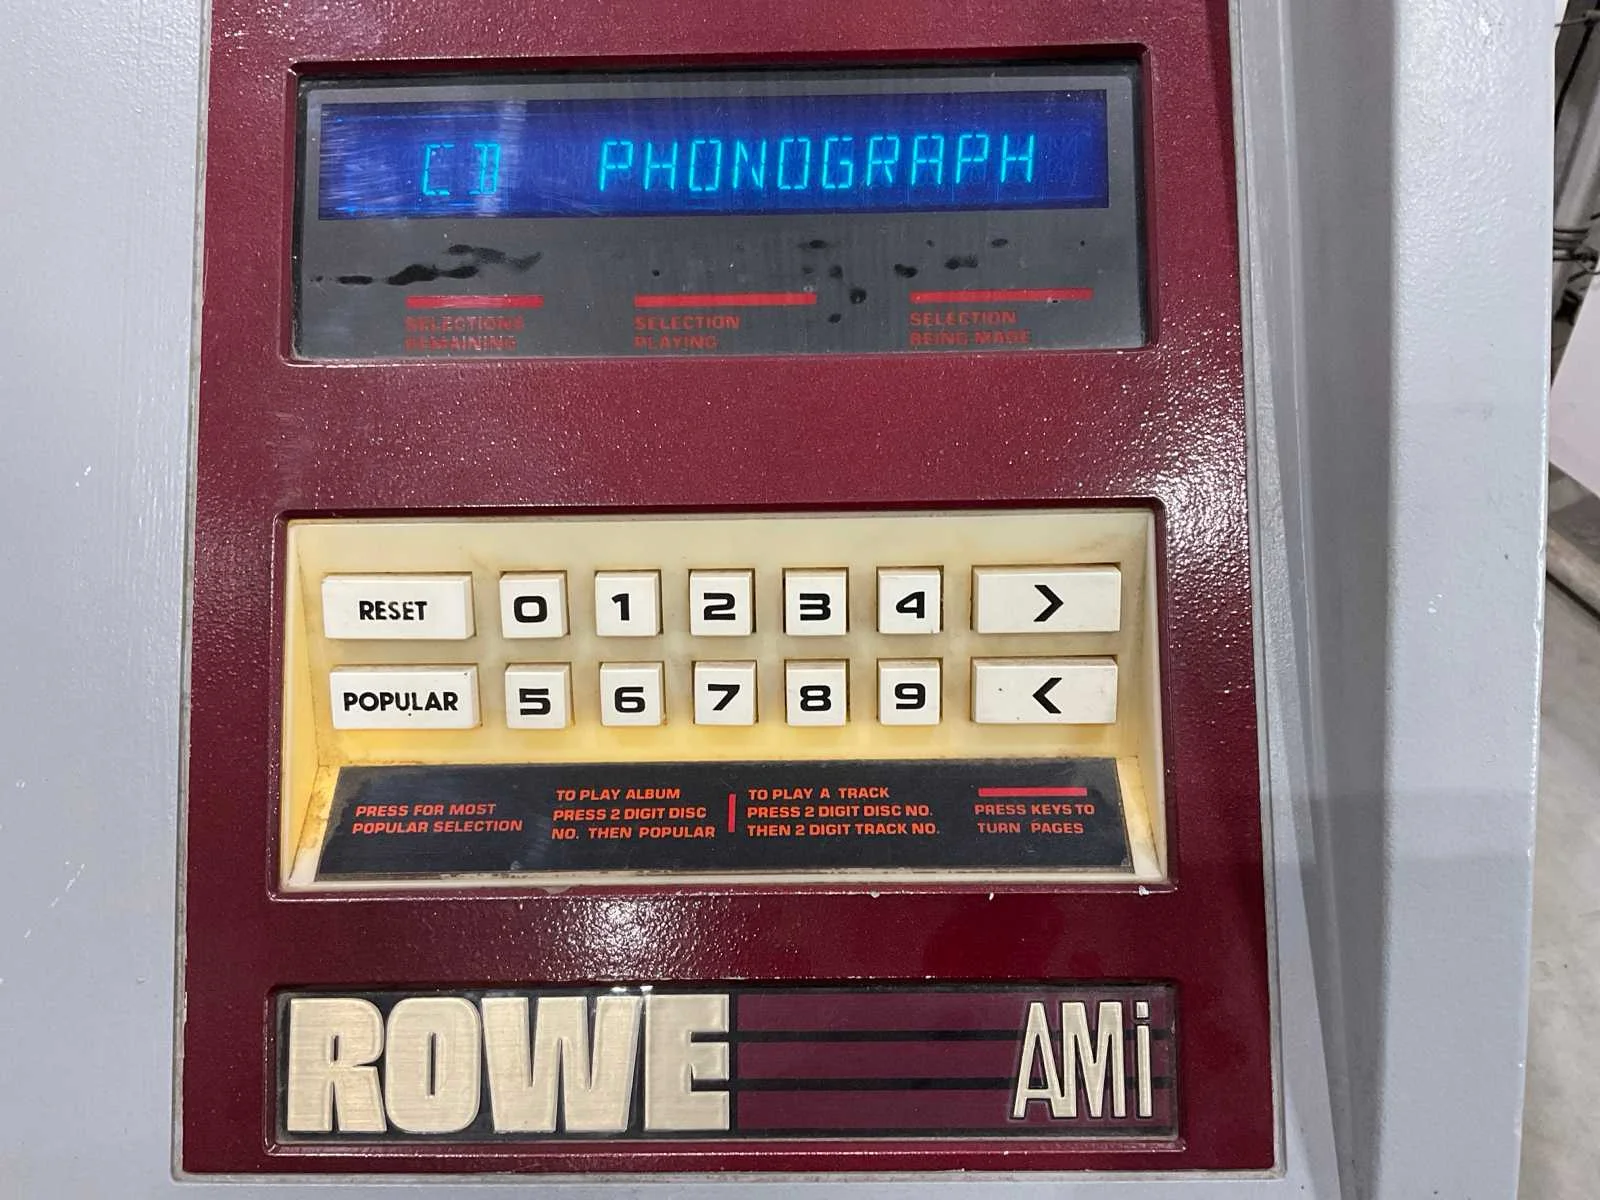 CD PHONOGRAPH
SELECTIONS
REMAINING
SELECTION
PLAYING
SELECTION
BEING MADE
RESET 0 1 2 3 4 >
POPULAR 5 6 7 8 9 <
PRESS FOR MOST
POPULAR SELECTION
TO PLAY ALBUM
PRESS 2 DIGIT DISC
NO. THEN POPULAR
TO PLAY A TRACK
PRESS 2 DIGIT DISC NO.
THEN 2 DIGIT TRACK NO.
PRESS KEYS TO
TURN PAGES
ROWE AMi